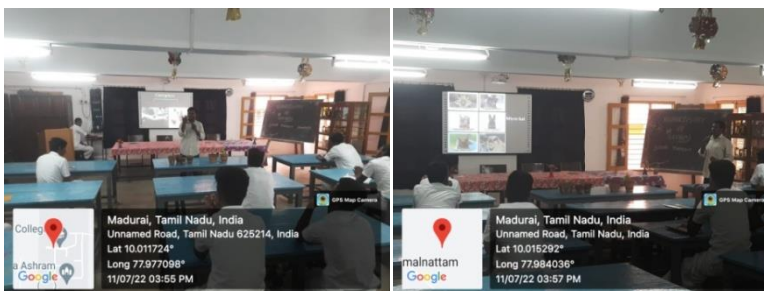 GPS Map Camera
Madurai, Tamil Nadu, India
Unnamed Road, Tamil Nadu 625214, India
Lat 10.011724°
Long 77.977098°
11/07/22 03:55 PM
Colleg
a Ashram
Google
GPS Map Camera
Madurai, Tamil Nadu, India
Unnamed Road, Tamil Nadu, India
Lat 10.015292°
Long 77.984036°
11/07/22 03:57 PM
malnattam
Google